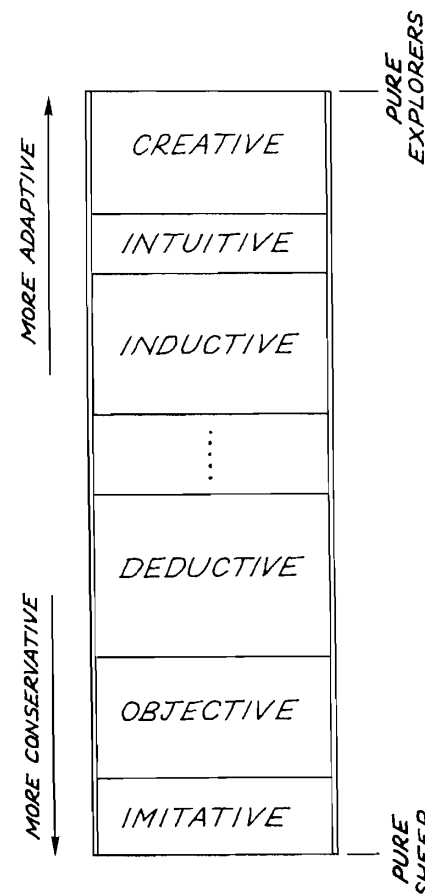 PURE
EXPLORERS
MORE ADAPTIVE
CREATIVE
INTUITIVE
INDUCTIVE
......
DEDUCTIVE
MORE CONSERVATIVE
OBJECTIVE
IMITATIVE
PURE
SHEEP